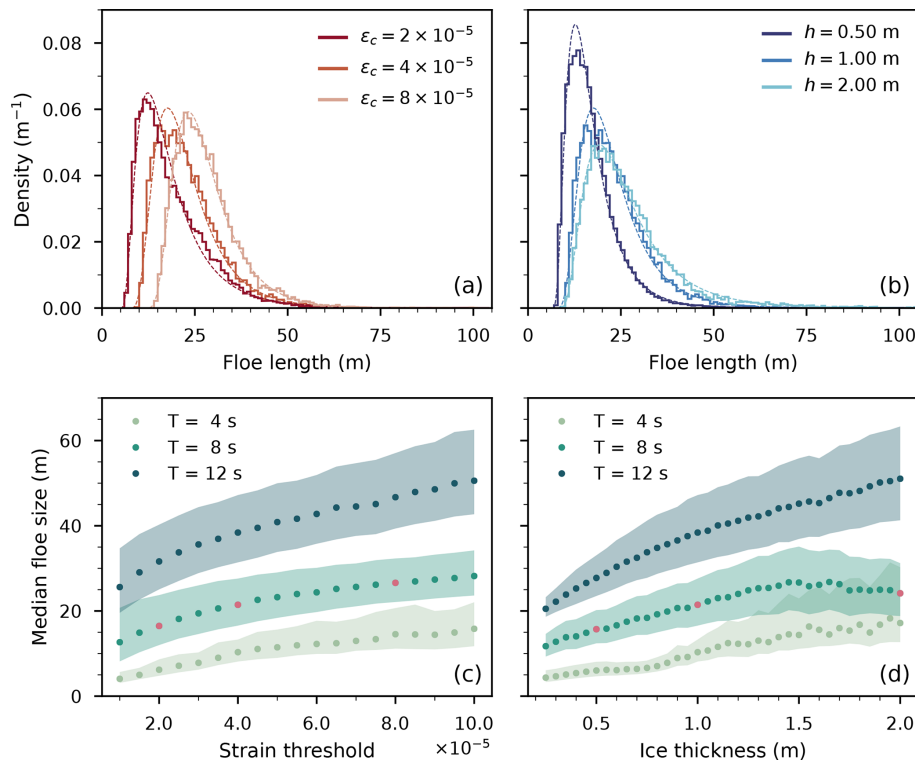 0.08
0.06
0.04
0.02
0.00
Density (m⁻¹)
εc = 2 × 10⁻⁵
εc = 4 × 10⁻⁵
εc = 8 × 10⁻⁵
(a)
0 25 50 75 100
Floe length (m)
h = 0.50 m
h = 1.00 m
h = 2.00 m
(b)
0 25 50 75 100
Floe length (m)
60
40
20
0
Median floe size (m)
T = 4 s
T = 8 s
T = 12 s
(c)
2.0 4.0 6.0 8.0 10.0
Strain threshold
×10⁻⁵
T = 4 s
T = 8 s
T = 12 s
(d)
0.5 1.0 1.5 2.0
Ice thickness (m)